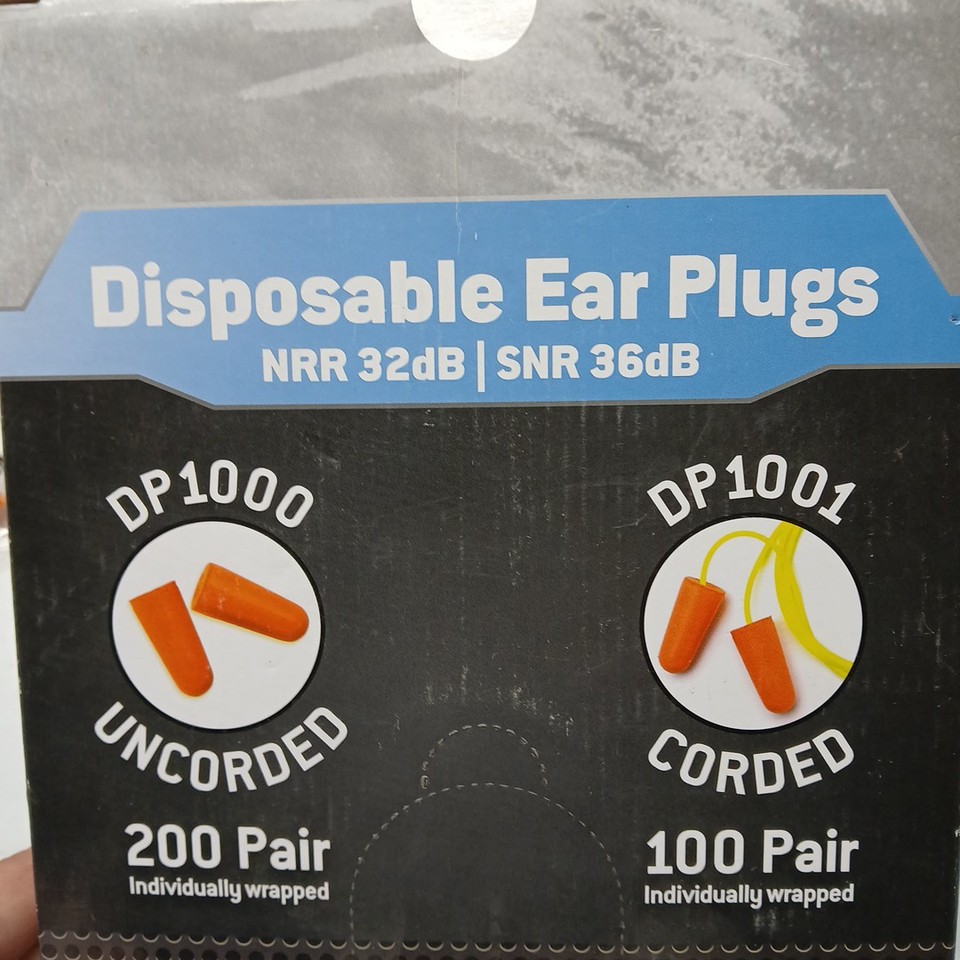 Disposable Ear Plugs
NRR 32dB | SNR 36dB
DP1000
UNCORDED
200 Pair
Individually wrapped
DP1001
CORDED
100 Pair
Individually wrapped